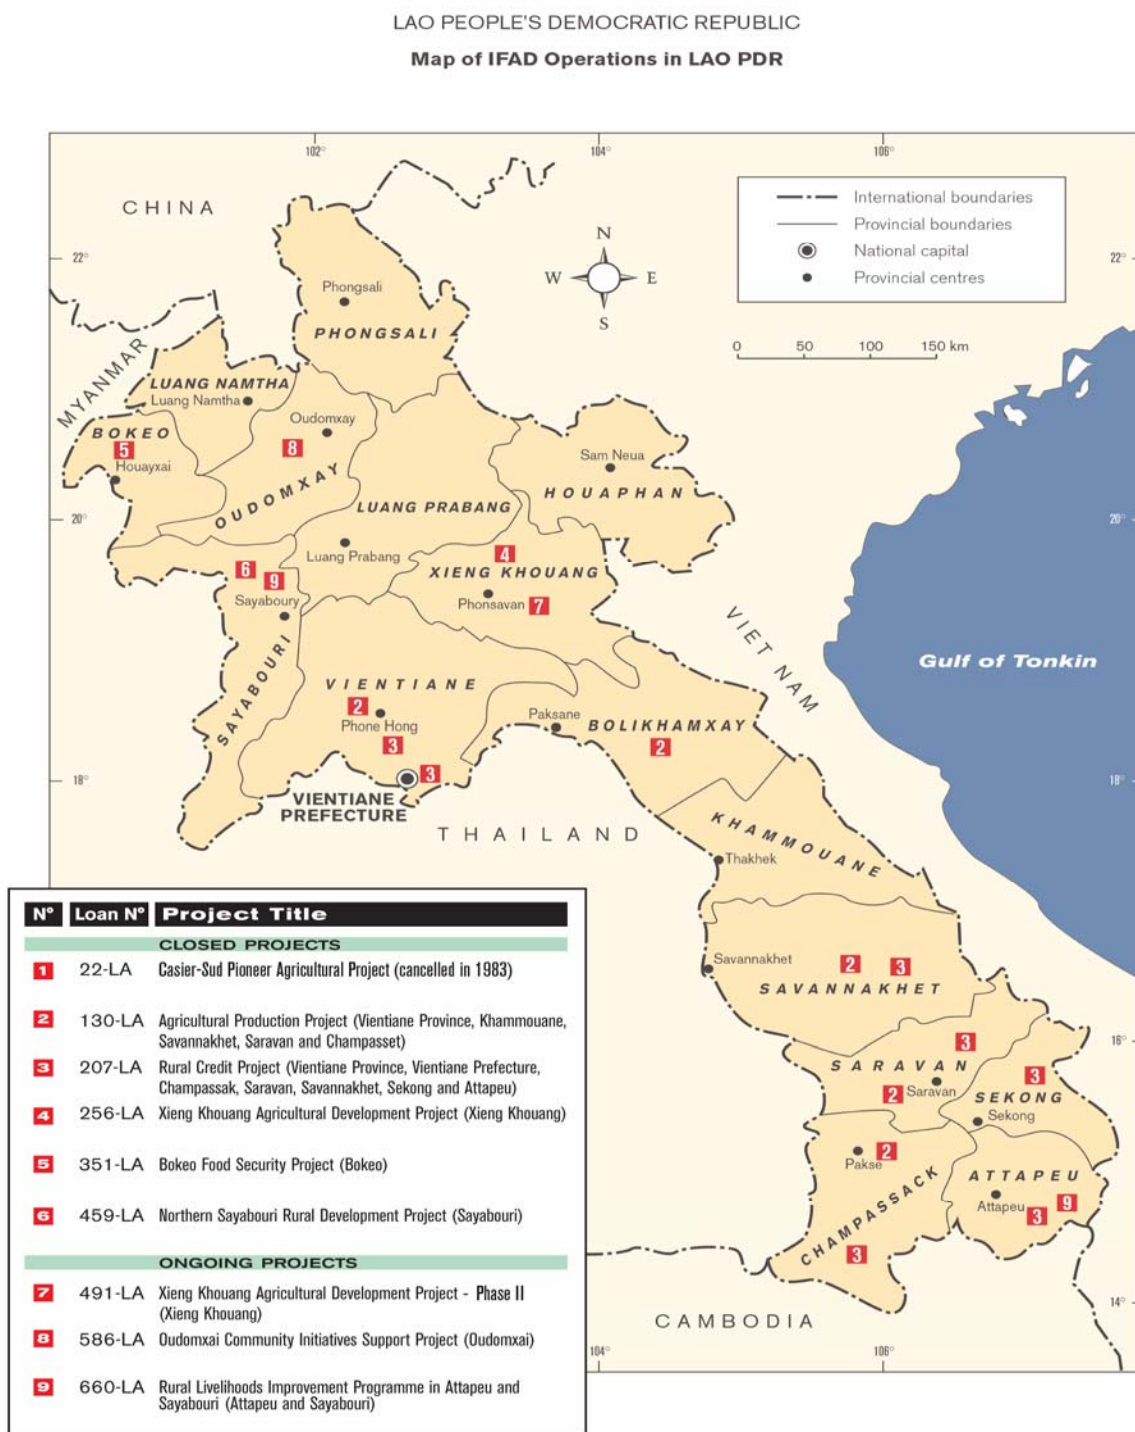 LAO PEOPLE'S DEMOCRATIC REPUBLIC
Map of IFAD Operations in LAO PDR
102°
104°
106°
CHINA
International boundaries
Provincial boundaries
National capital
Provincial centres
N
W
E
S
22°
22°
0 50 100 150 km
Phongsali
PHONGSALI
MYANMAR
LUANG NAMTHA
Luang Namtha
BOKEO
5
Houayxai
Oudomxay
8
OUDOMXAY
Sam Neua
HOUAPHAN
LUANG PRABANG
20°
20°
Luang Prabang
4
XIENG KHOUANG
Phonsavan
7
6
9
Sayaboury
SAYABOURI
VIET NAM
Gulf of Tonkin
VIENTIANE
2
Phone Hong
3
Paksane
BOLIKHAMXAY
2
18°
18°
3
VIENTIANE
PREFECTURE
THAILAND
KHAMMOUANE
Thakhek
Savannakhet
2
3
SAVANNAKHET
16°
3
SARAVAN
2
Saravan
3
SEKONG
Sekong
2
Pakse
CHAMPASSACK
3
ATTAPEU
Attapeu
3
9
14°
CAMBODIA
104°
106°
Nº Loan Nº Project Title
CLOSED PROJECTS
1 22-LA Casier-Sud Pioneer Agricultural Project (cancelled in 1983)
2 130-LA Agricultural Production Project (Vientiane Province, Khammouane,
Savannakhet, Saravan and Champasset)
3 207-LA Rural Credit Project (Vientiane Province, Vientiane Prefecture,
Champassak, Saravan, Savannakhet, Sekong and Attapeu)
4 256-LA Xieng Khouang Agricultural Development Project (Xieng Khouang)
5 351-LA Bokeo Food Security Project (Bokeo)
6 459-LA Northern Sayabouri Rural Development Project (Sayabouri)
ONGOING PROJECTS
7 491-LA Xieng Khouang Agricultural Development Project - Phase II
(Xieng Khouang)
8 586-LA Oudomxai Community Initiatives Support Project (Oudomxai)
9 660-LA Rural Livelihoods Improvement Programme in Attapeu and
Sayabouri (Attapeu and Sayabouri)